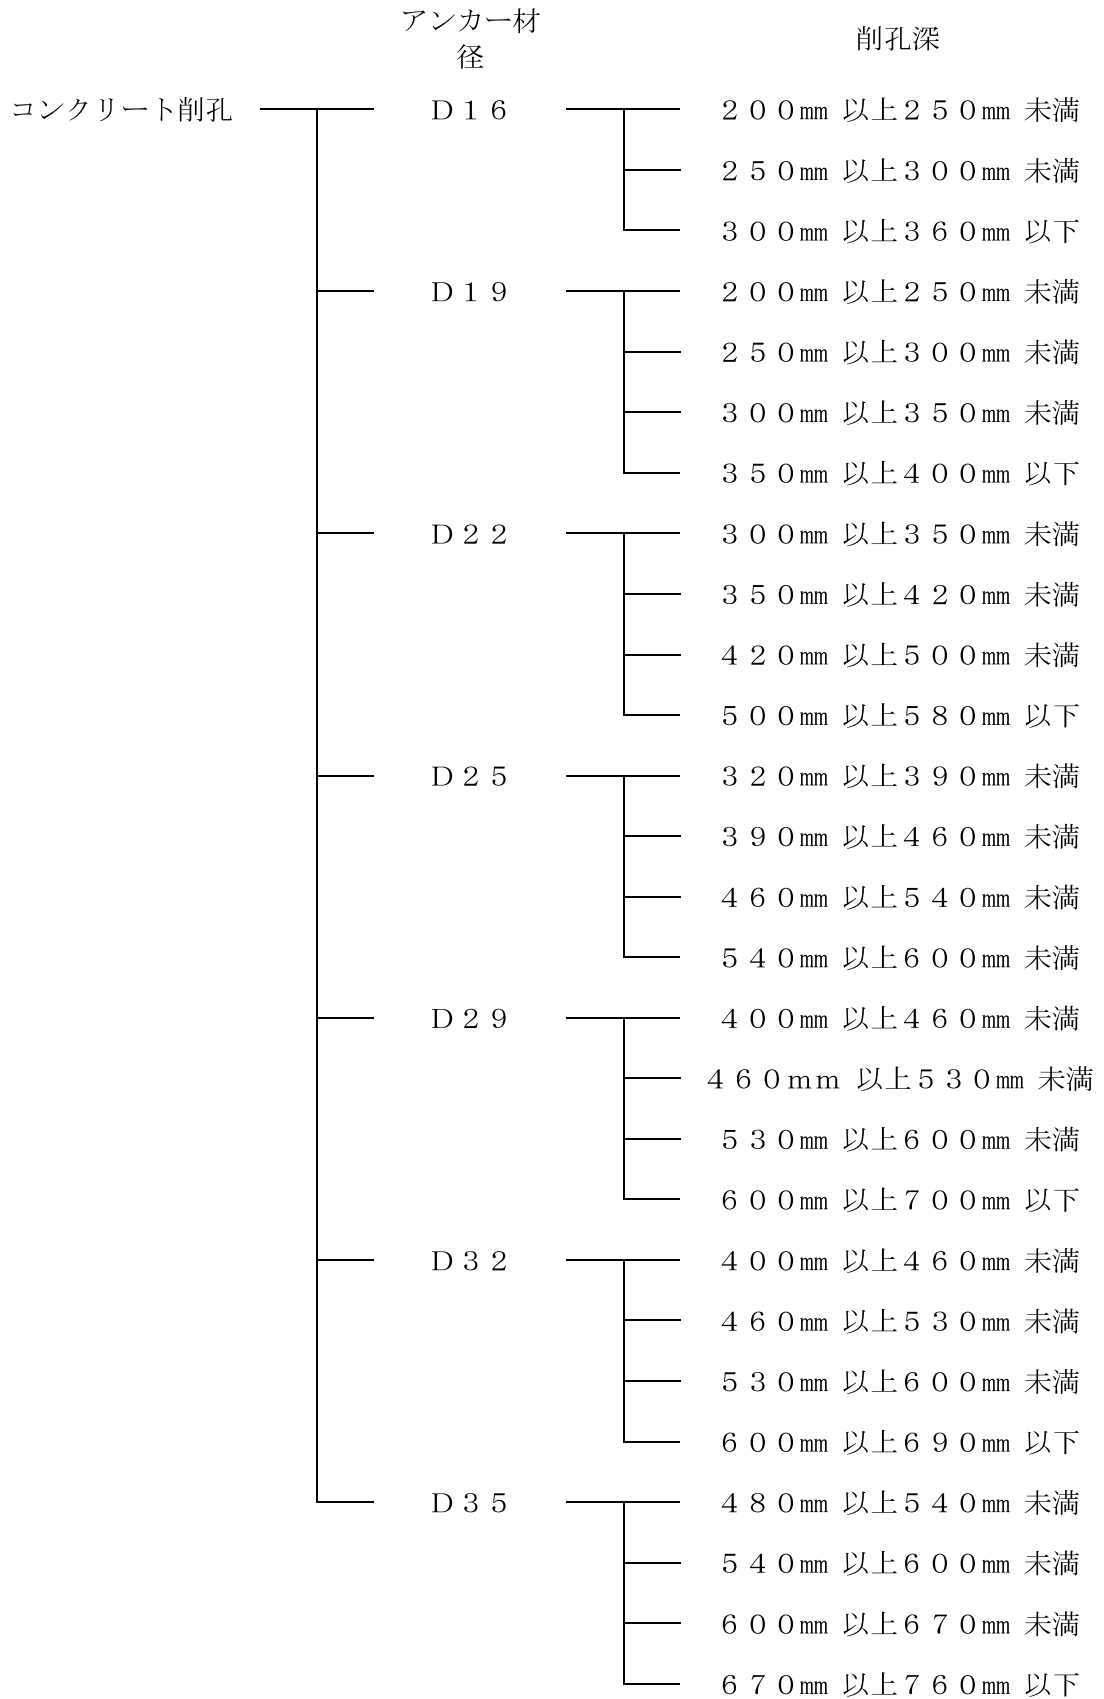 アンカー材
径
削孔深
コンクリート削孔 Ｄ１６ ２００㎜ 以上２５０㎜ 未満
２５０㎜ 以上３００㎜ 未満
３００㎜ 以上３６０㎜ 以下
Ｄ１９ ２００㎜ 以上２５０㎜ 未満
２５０㎜ 以上３００㎜ 未満
３００㎜ 以上３５０㎜ 未満
３５０㎜ 以上４００㎜ 以下
Ｄ２２ ３００㎜ 以上３５０㎜ 未満
３５０㎜ 以上４２０㎜ 未満
４２０㎜ 以上５００㎜ 未満
５００㎜ 以上５８０㎜ 以下
Ｄ２５ ３２０㎜ 以上３９０㎜ 未満
３９０㎜ 以上４６０㎜ 未満
４６０㎜ 以上５４０㎜ 未満
５４０㎜ 以上６００㎜ 未満
Ｄ２９ ４００㎜ 以上４６０㎜ 未満
４６０ｍｍ 以上５３０㎜ 未満
５３０㎜ 以上６００㎜ 未満
６００㎜ 以上７００㎜ 以下
Ｄ３２ ４００㎜ 以上４６０㎜ 未満
４６０㎜ 以上５３０㎜ 未満
５３０㎜ 以上６００㎜ 未満
６００㎜ 以上６９０㎜ 以下
Ｄ３５ ４８０㎜ 以上５４０㎜ 未満
５４０㎜ 以上６００㎜ 未満
６００㎜ 以上６７０㎜ 未満
６７０㎜ 以上７６０㎜ 以下